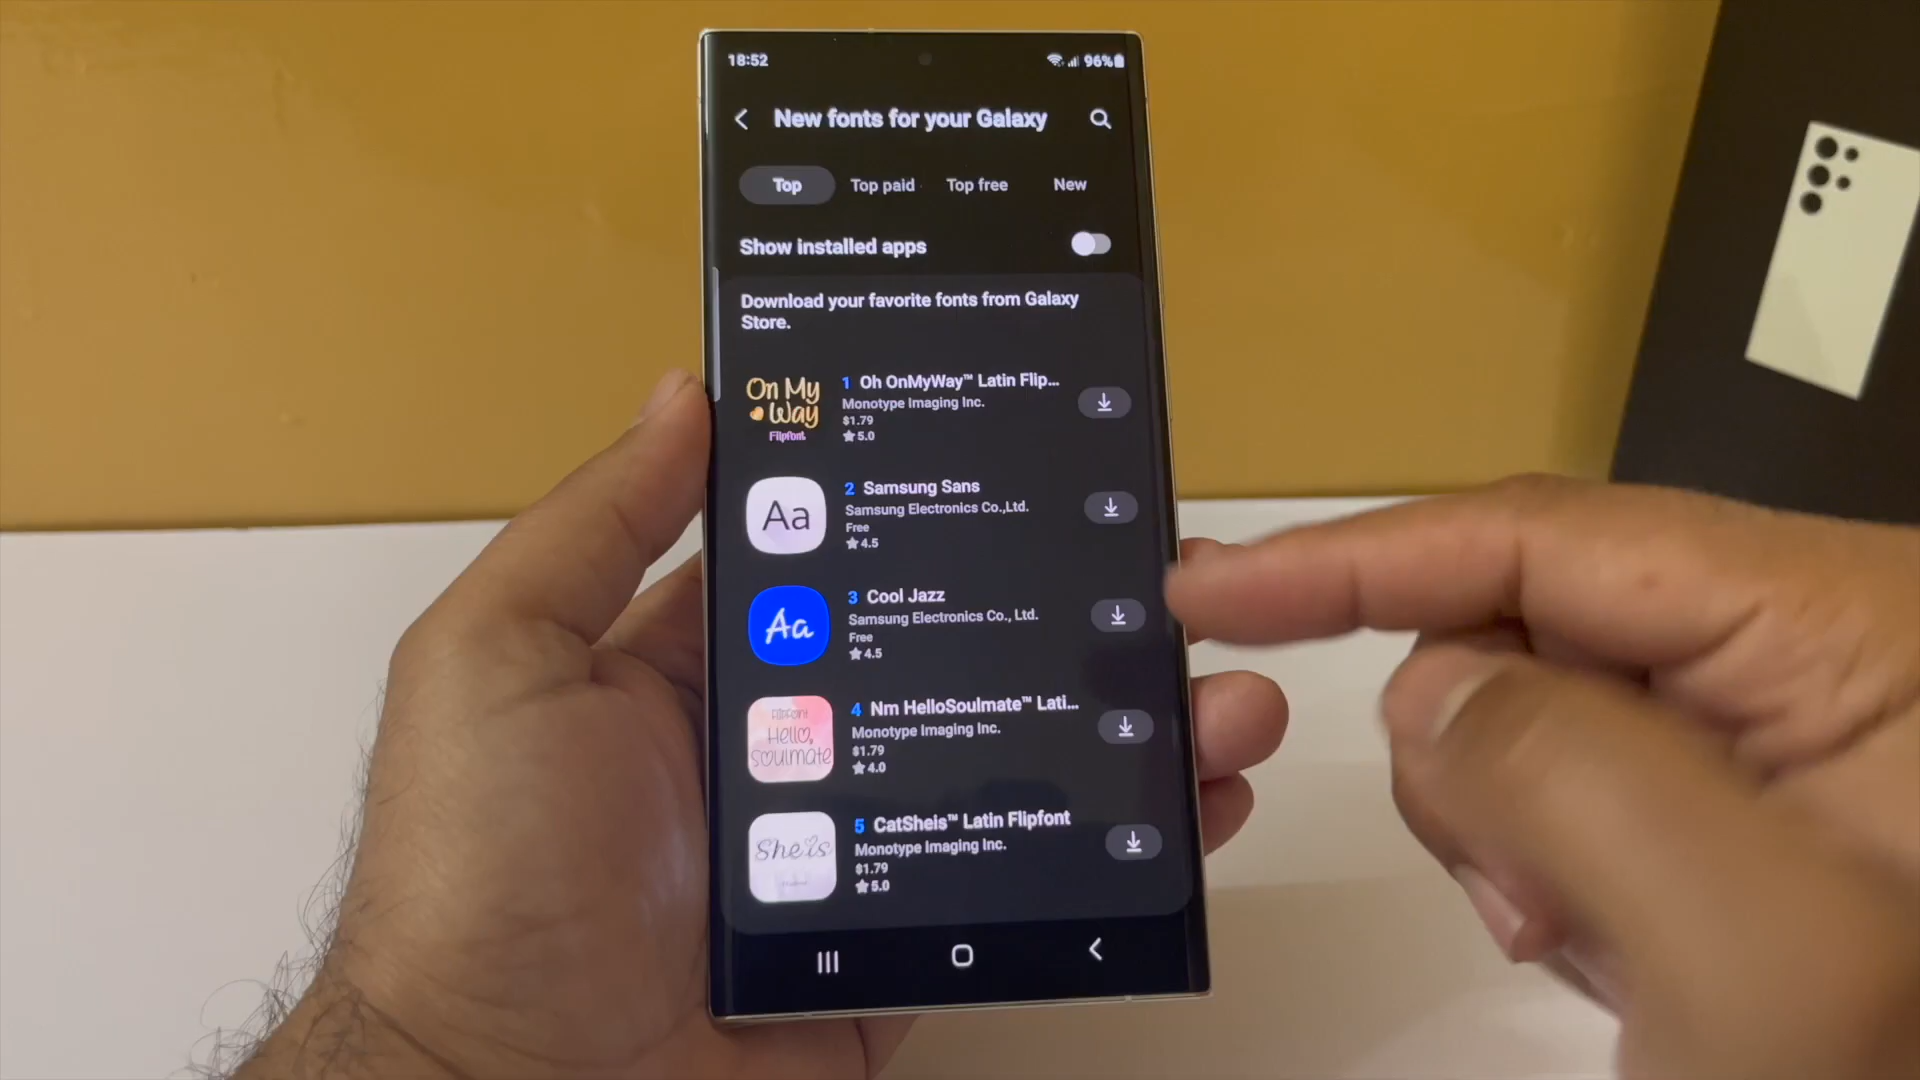 18:52
96%
New fonts for your Galaxy
Top
Top paid
Top free
New
Show installed apps
Download your favorite fonts from Galaxy
Store.
On My
Way
Flipfont
1 Oh OnMyWay™ Latin Flip...
Monotype Imaging Inc.
$1.79
5.0
Aa
2 Samsung Sans
Samsung Electronics Co.,Ltd.
Free
4.5
Aa
3 Cool Jazz
Samsung Electronics Co., Ltd.
Free
4.5
flipfont
Hello,
soulmate
4 Nm HelloSoulmate™ Lati...
Monotype Imaging Inc.
$1.79
4.0
She is
5 CatSheis™ Latin Flipfont
Monotype Imaging Inc.
$1.79
5.0